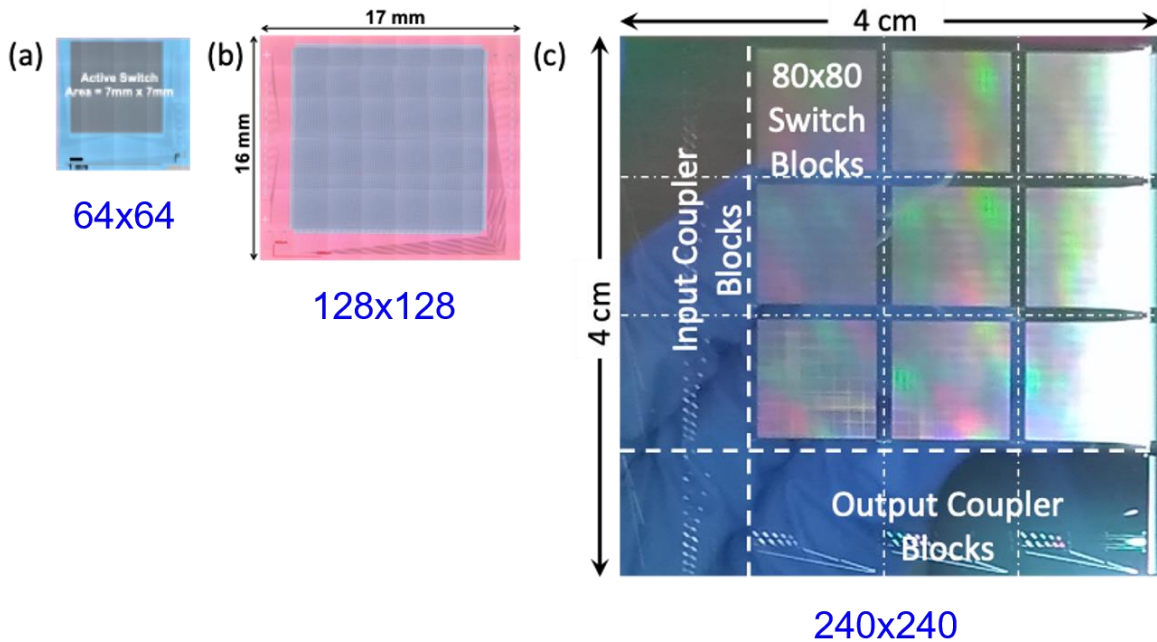 (a)
Active Switch
Area = 7mm x 7mm
1 mm
64x64
(b)
17 mm
16 mm
128x128
(c)
4 cm
4 cm
80x80
Switch
Blocks
Input Coupler
Blocks
Output Coupler
Blocks
240x240